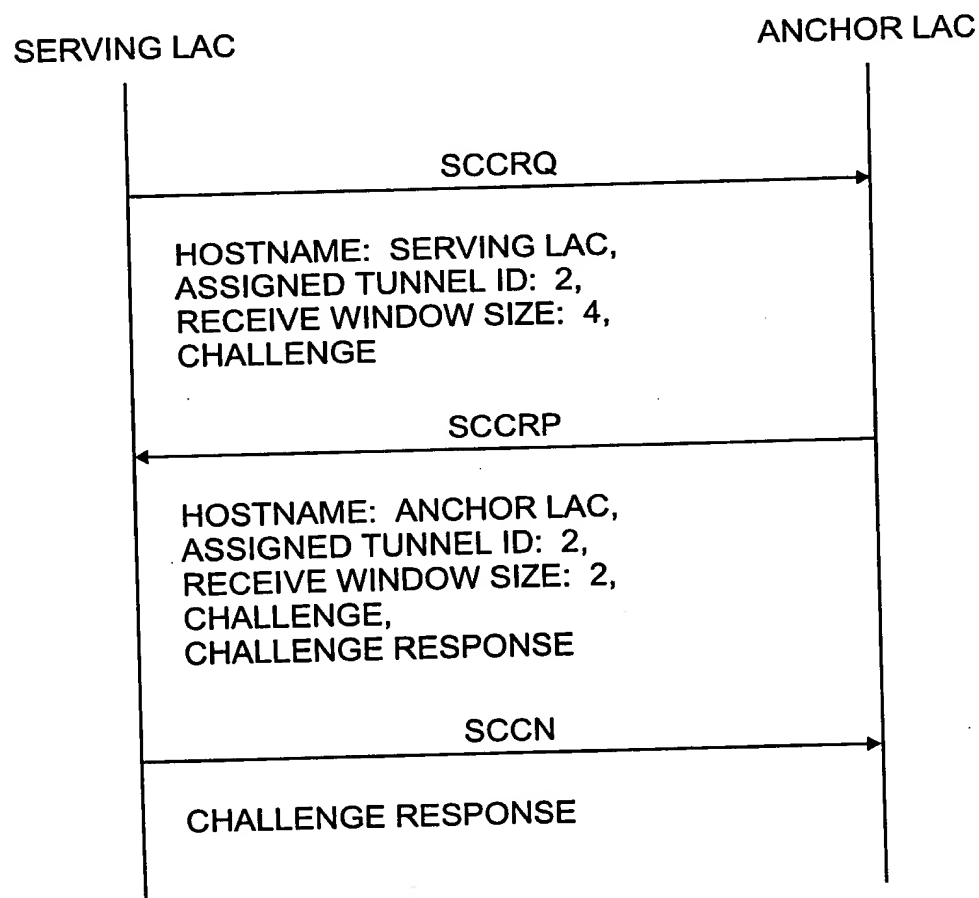 SERVING LAC
ANCHOR LAC
SCCRQ
HOSTNAME: SERVING LAC,
ASSIGNED TUNNEL ID: 2,
RECEIVE WINDOW SIZE: 4,
CHALLENGE
SCCRP
HOSTNAME: ANCHOR LAC,
ASSIGNED TUNNEL ID: 2,
RECEIVE WINDOW SIZE: 2,
CHALLENGE,
CHALLENGE RESPONSE
SCCN
CHALLENGE RESPONSE